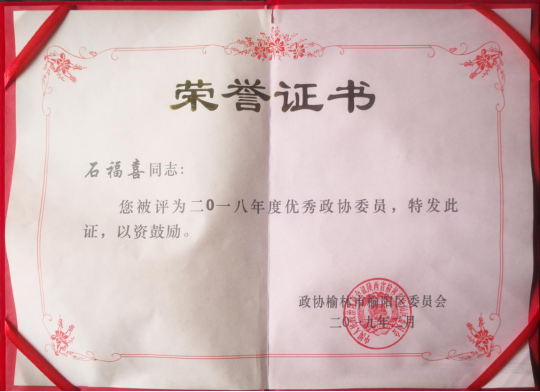 荣誉证书
石福喜同志：
您被评为二0一八年度优秀政协委员，特发此
证，以资鼓励。
政协榆林市榆阳区委员会
二0一九年 月